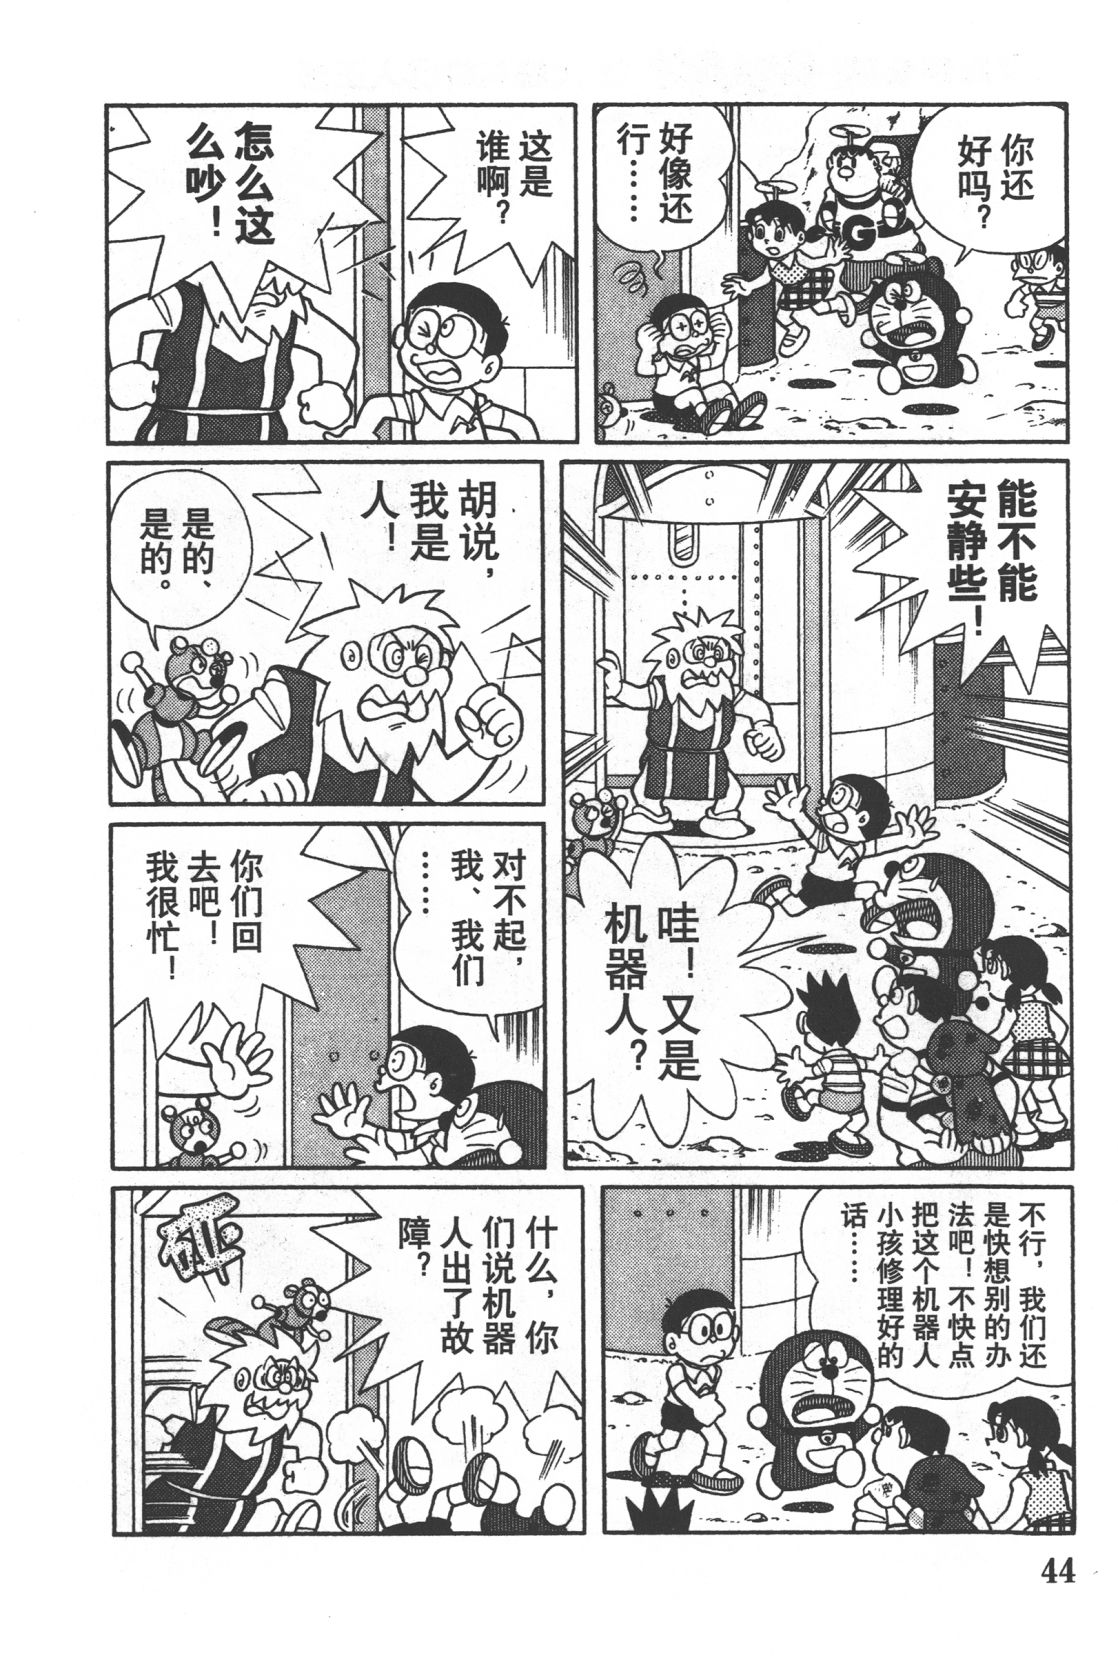 你还
好吗？
好像还
行……
G
这是
谁啊？
怎么这
么吵！
能不能
安静些！
哇！又是
机器人？
胡说，
我是
人！
是的、
是的。
对不起，
我、我们
……
你们回
去吧！
我很忙！
不行，我们还
是快想别的办
法吧！不快点
把这个机器人
小孩修理好的
话……
什么，你
们说机器
人出了故
障？
砰
44